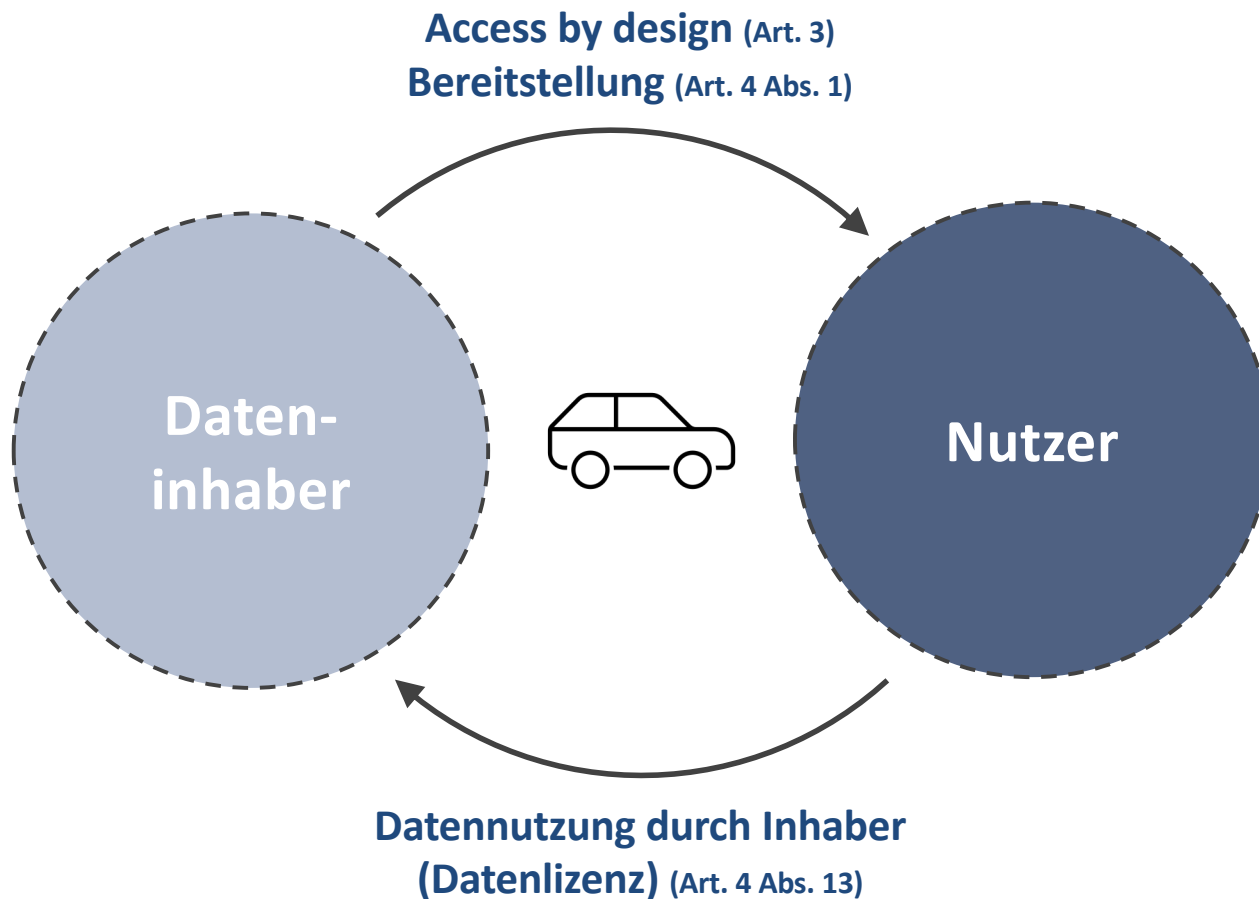 Access by design (Art. 3)
Bereitstellung (Art. 4 Abs. 1)
Daten-
inhaber
Nutzer
Datennutzung durch Inhaber
(Datenlizenz) (Art. 4 Abs. 13)